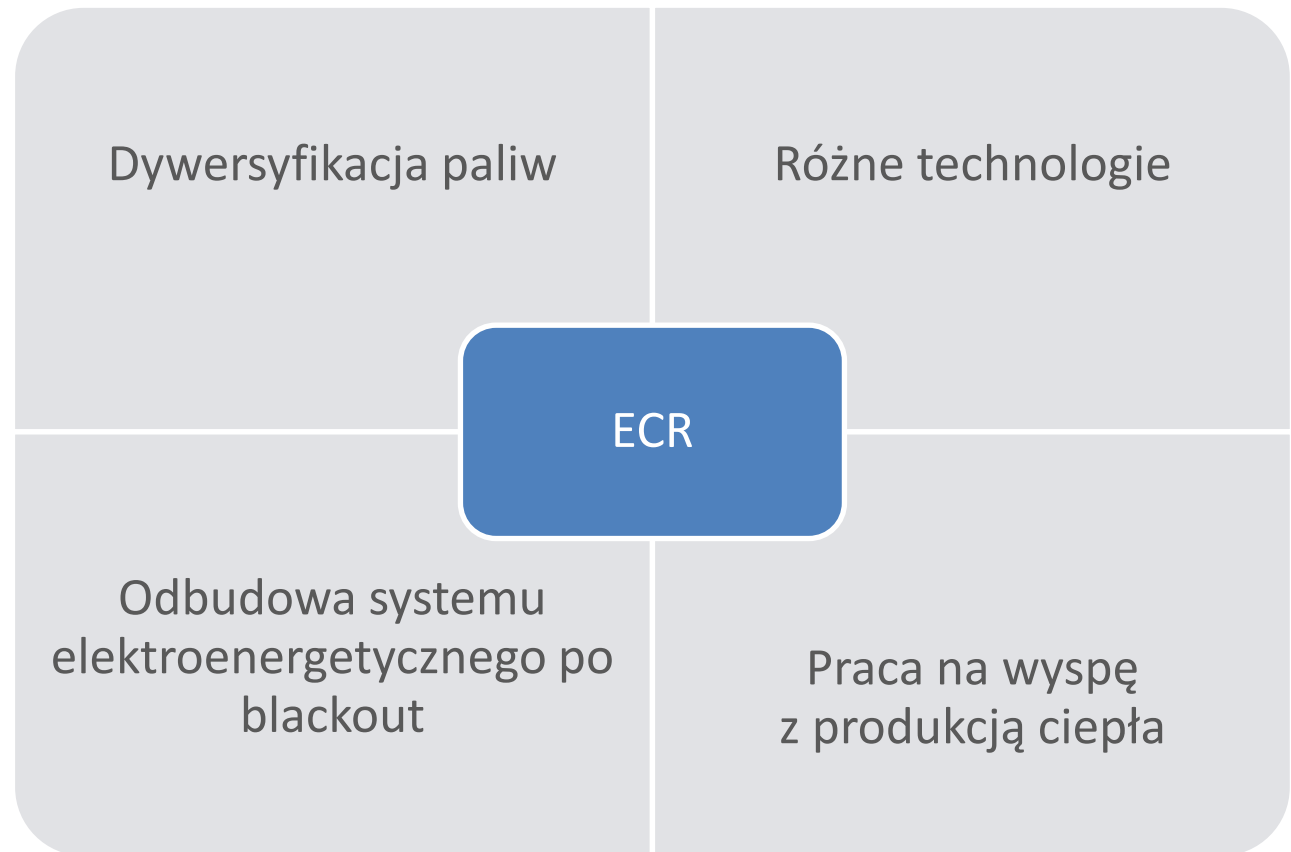 Dywersyfikacja paliw
Różne technologie
ECR
Odbudowa systemu
elektroenergetycznego po
blackout
Praca na wyspę
z produkcją ciepła